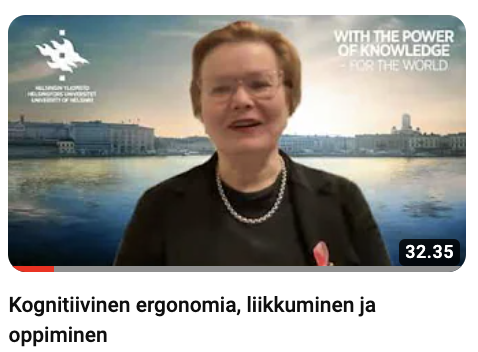 WITH THE POWER
OF KNOWLEDGE
– FOR THE WORLD
HELSINGIN YLIOPISTO
HELSINGFORS UNIVERSITET
UNIVERSITY OF HELSINKI
32.35
Kognitiivinen ergonomia, liikkuminen ja
oppiminen